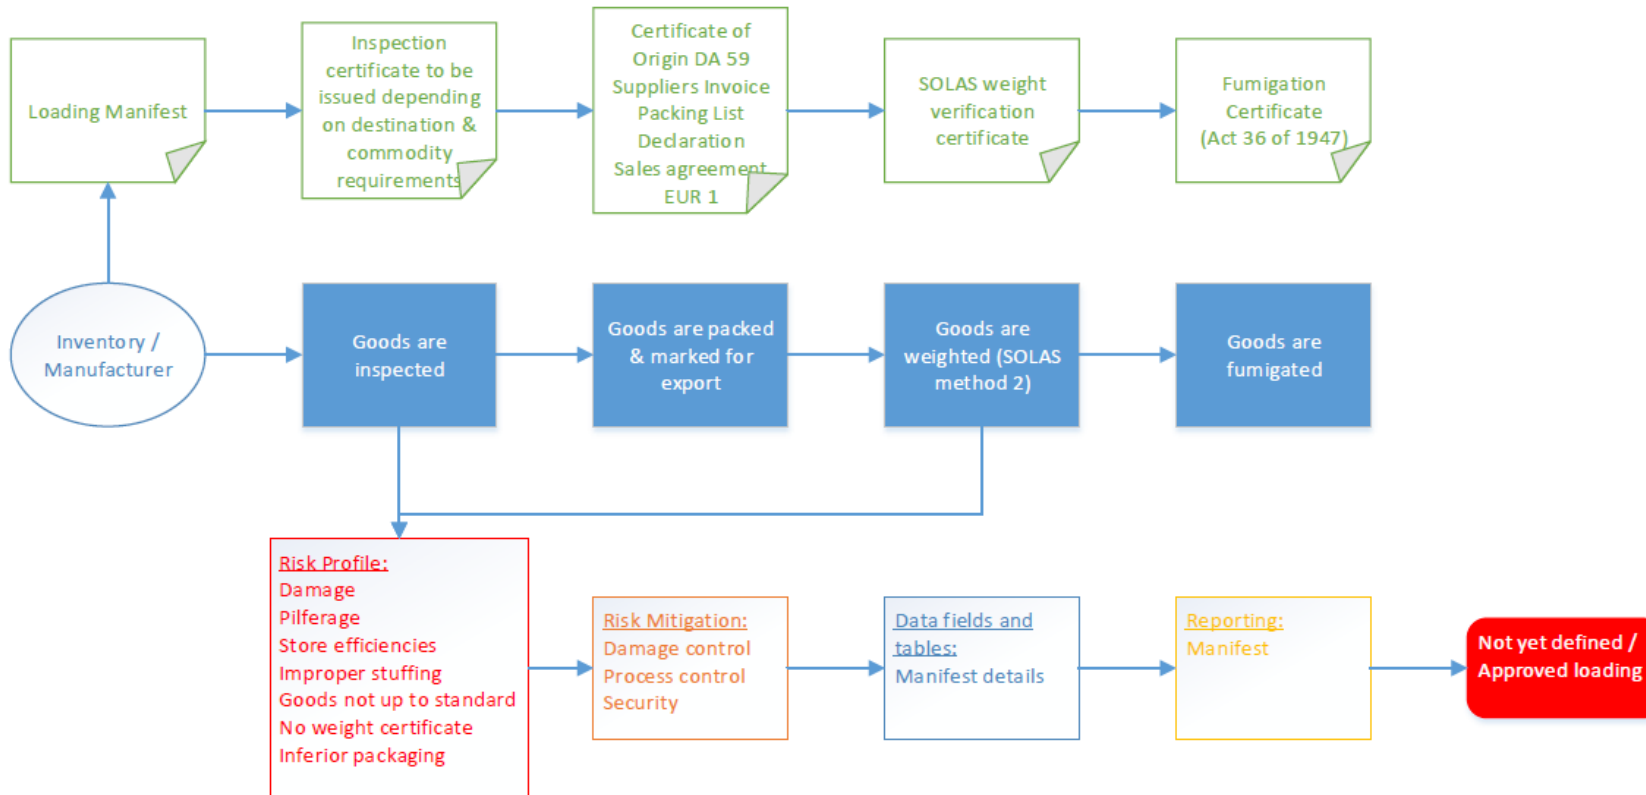 Loading Manifest
Inspection
certificate to be
issued depending
on destination &
commodity
requirements
Certificate of
Origin DA 59
Suppliers Invoice
Packing List
Declaration
Sales agreement
EUR 1
SOLAS weight
verification
certificate
Fumigation
Certificate
(Act 36 of 1947)
Inventory /
Manufacturer
Goods are
inspected
Goods are packed
& marked for
export
Goods are
weighted (SOLAS
method 2)
Goods are
fumigated
Risk Profile:
Damage
Pilferage
Store efficiencies
Improper stuffing
Goods not up to standard
No weight certificate
Inferior packaging
Risk Mitigation:
Damage control
Process control
Security
Data fields and
tables:
Manifest details
Reporting:
Manifest
Not yet defined /
Approved loading